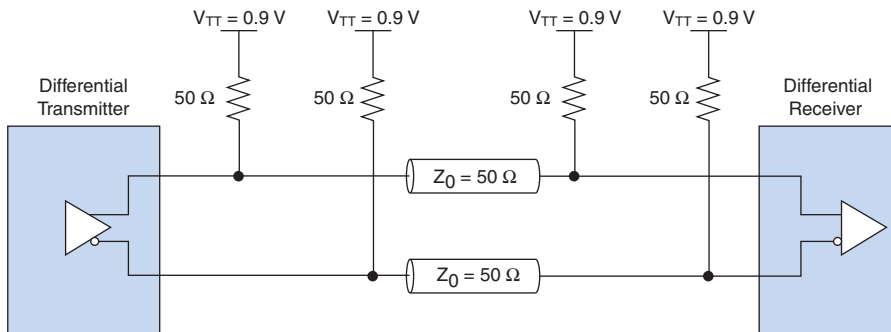 V_TT = 0.9 V V_TT = 0.9 V V_TT = 0.9 V V_TT = 0.9 V
Differential
Transmitter
Differential
Receiver
50 Ω 50 Ω 50 Ω 50 Ω
Z_0 = 50 Ω
Z_0 = 50 Ω